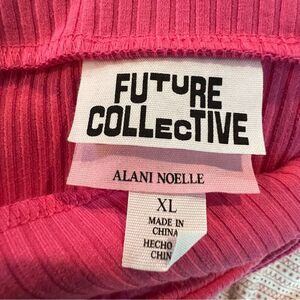 FUTURE
COLLECTIVE
ALANI NOELLE
XL
MADE IN
CHINA
HECHO
CHIN